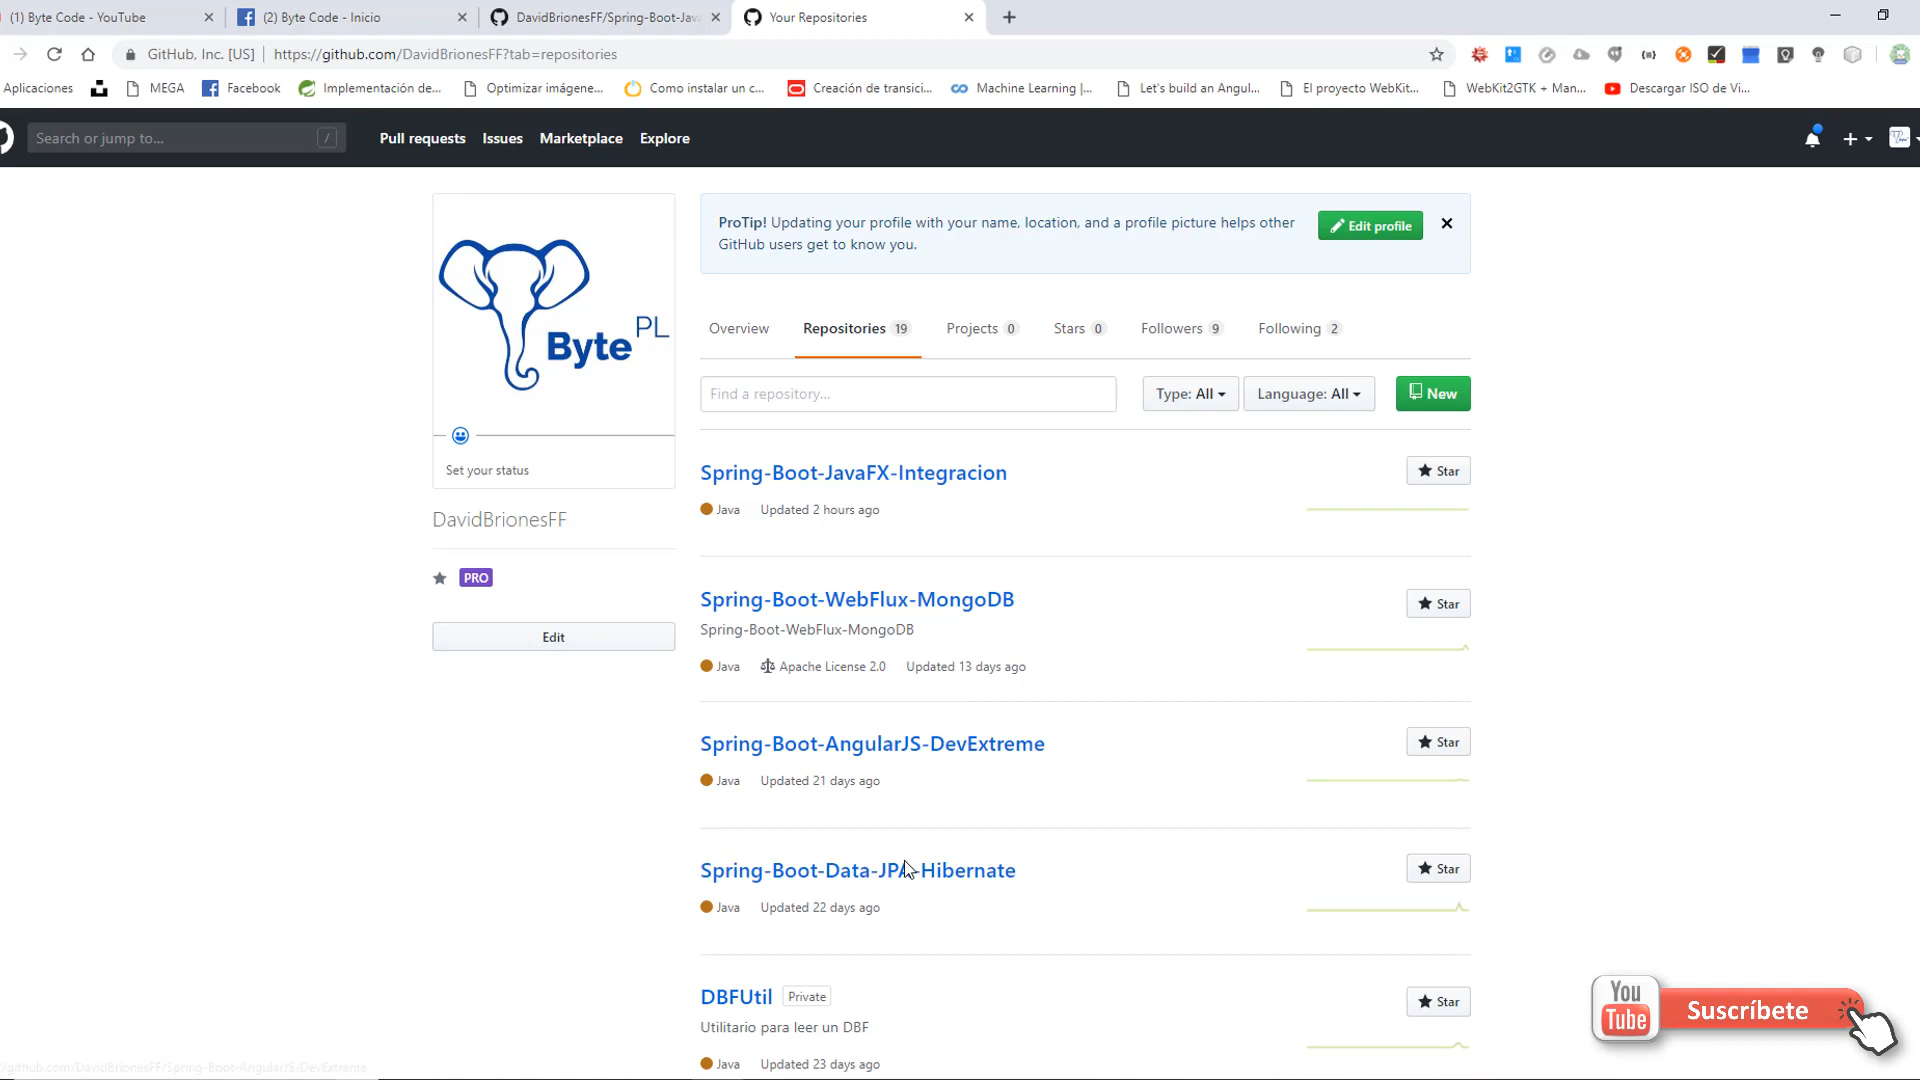 (1) Byte Code - YouTube
(2) Byte Code - Inicio
DavidBrionesFF/Spring-Boot-Java
Your Repositories
GitHub, Inc. [US]
https://github.com/DavidBrionesFF?tab=repositories
Aplicaciones
MEGA
Facebook
Implementación de...
Optimizar imágene...
Como instalar un c...
Creación de transici...
Machine Learning |...
Let's build an Angul...
El proyecto WebKit...
WebKit2GTK + Man...
Descargar ISO de Vi...
Search or jump to...
/
Pull requests
Issues
Marketplace
Explore
ProTip! Updating your profile with your name, location, and a profile picture helps other
GitHub users get to know you.
Edit profile
Byte PL
Set your status
DavidBrionesFF
PRO
Edit
Overview
Repositories 19
Projects 0
Stars 0
Followers 9
Following 2
Find a repository...
Type: All
Language: All
New
Spring-Boot-JavaFX-Integracion
Star
Java Updated 2 hours ago
Spring-Boot-WebFlux-MongoDB
Star
Spring-Boot-WebFlux-MongoDB
Java Apache License 2.0 Updated 13 days ago
Spring-Boot-AngularJS-DevExtreme
Star
Java Updated 21 days ago
Spring-Boot-Data-JPA-Hibernate
Star
Java Updated 22 days ago
DBFUtil Private
Star
Utilitario para leer un DBF
Java Updated 23 days ago
You
Tube
Suscríbete
/github.com/DavidBrionesFF/Spring-Boot-AngularJS-DevExtreme